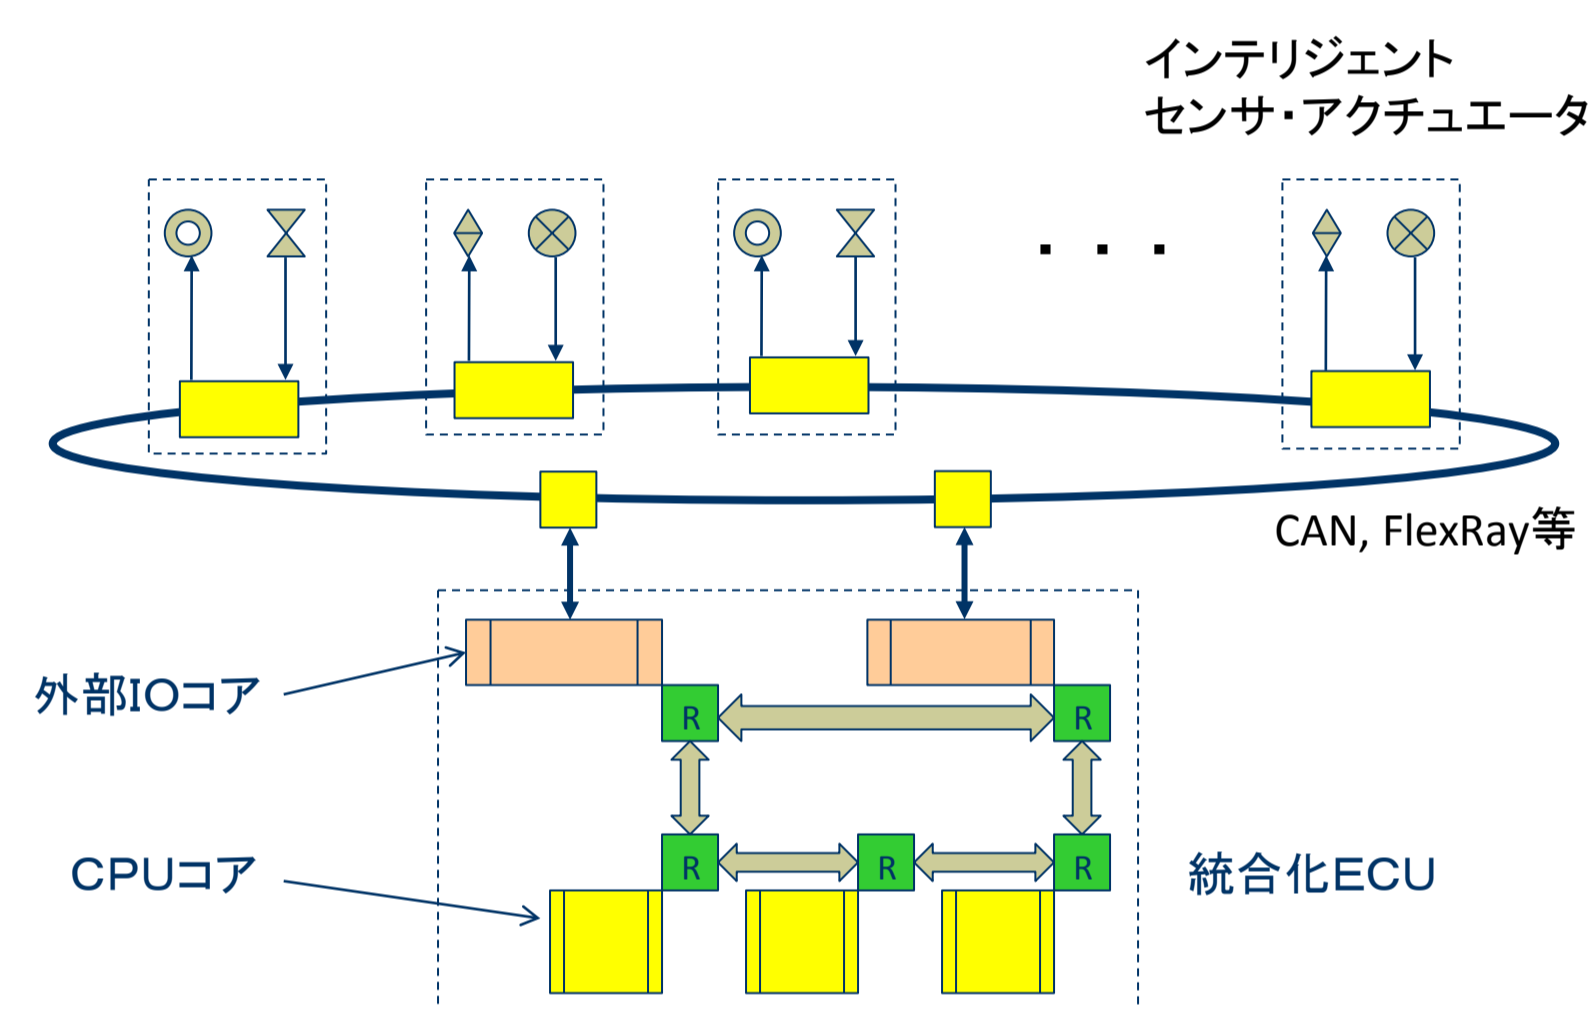 インテリジェント
センサ・アクチュエータ
・・・
CAN, FlexRay等
外部IOコア
R
R
CPUコア
R
R
R
統合化ECU